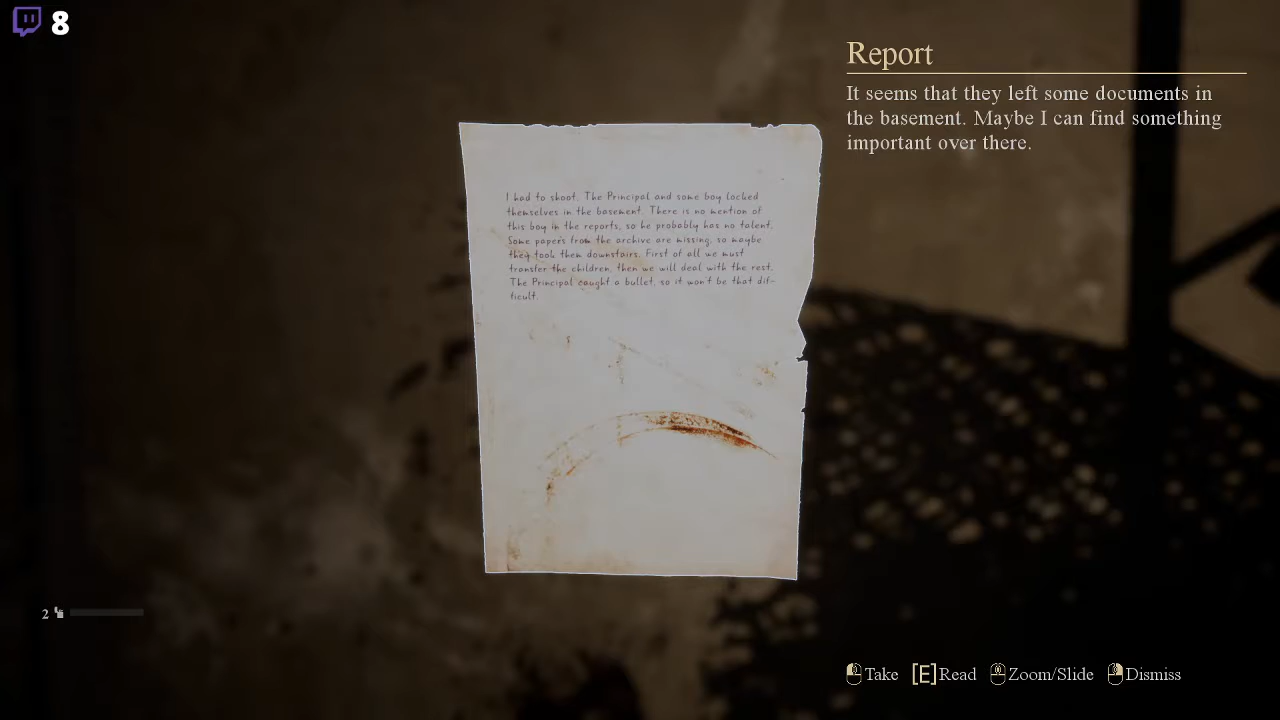 8
Report
It seems that they left some documents in
the basement. Maybe I can find something
important over there.
I had to shoot. The Principal and some boy locked
themselves in the basement. There is no mention of
this boy in the reports, so he probably has no talent.
Some papers from the archive are missing, so maybe
they took them downstairs. First of all we must
transfer the children, then we will deal with the rest.
The Principal caught a bullet, so it won't be that dif-
ficult.
2
Take [E]Read Zoom/Slide Dismiss